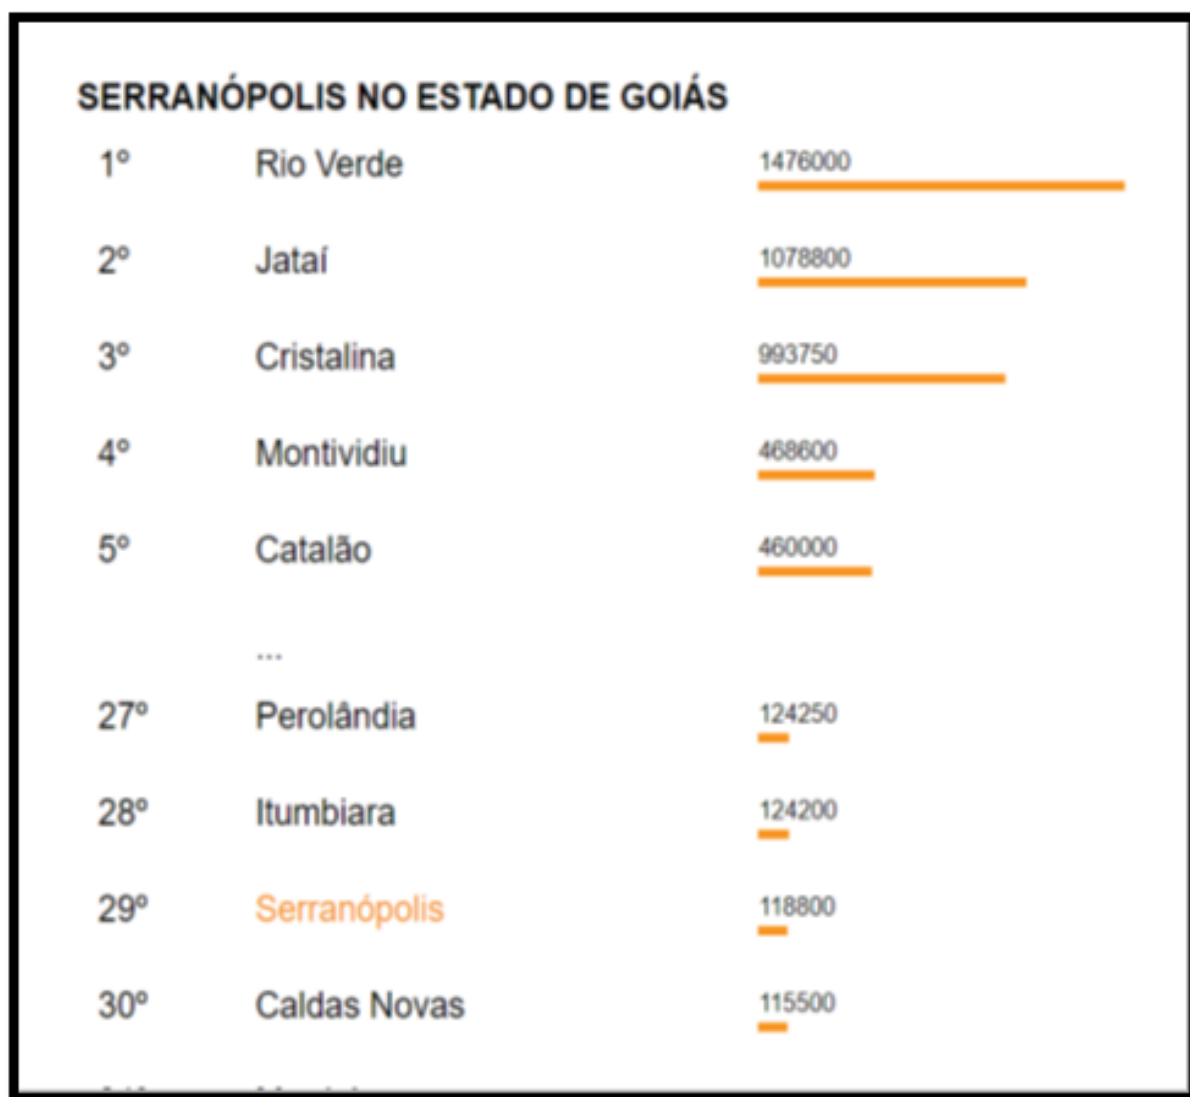 SERRANÓPOLIS NO ESTADO DE GOIÁS
1º Rio Verde 1476000
2º Jataí 1078800
3º Cristalina 993750
4º Montividiu 468600
5º Catalão 460000
...
27º Perolândia 124250
28º Itumbiara 124200
29º Serranópolis 118800
30º Caldas Novas 115500